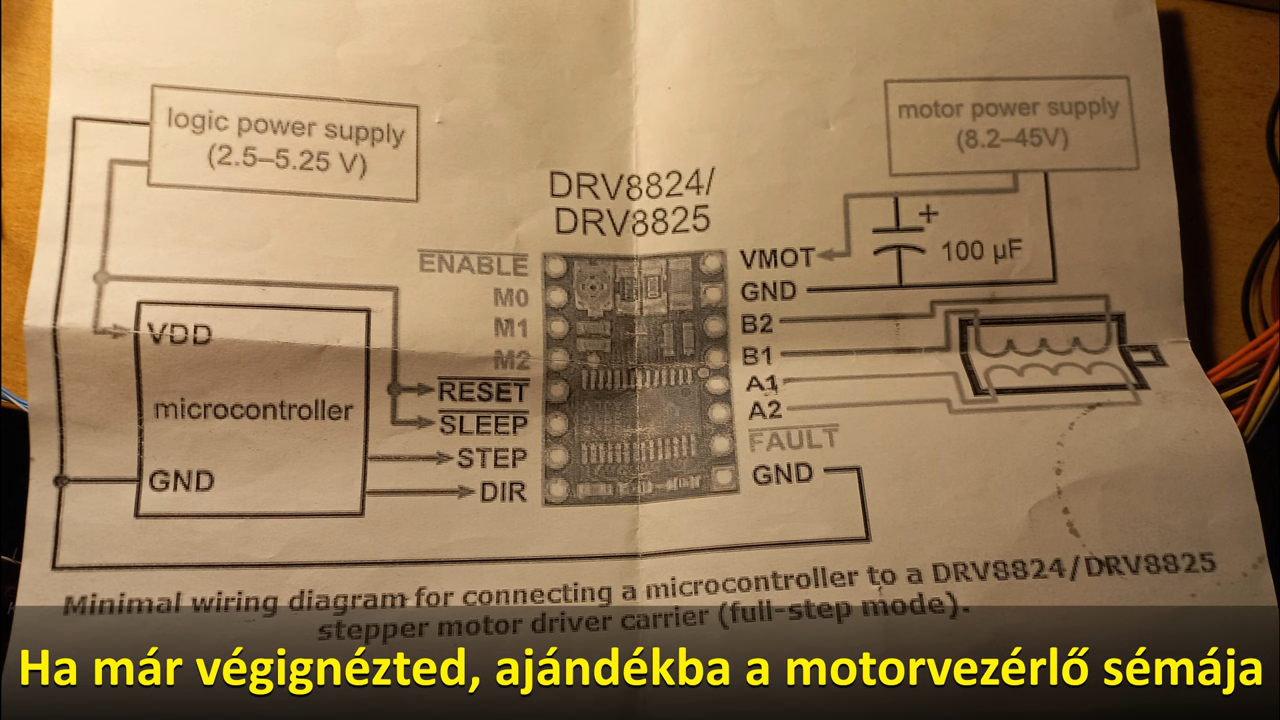 logic power supply
(2.5–5.25 V)
motor power supply
(8.2–45V)
DRV8824/
DRV8825
+
100 µF
ENABLE
M0
M1
M2
RESET
SLEEP
STEP
DIR
VMOT
GND
B2
B1
A1
A2
FAULT
GND
VDD
microcontroller
GND
Minimal wiring diagram for connecting a microcontroller to a DRV8824/DRV8825
stepper motor driver carrier (full-step mode).
Ha már végignézted, ajándékba a motorvezérlő sémája